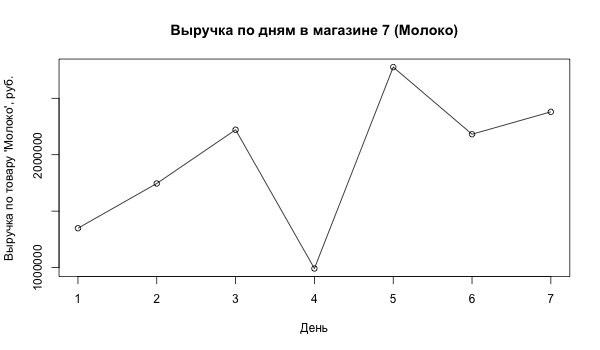 Выручка по дням в магазине 7 (Молоко)
Выручка по товару 'Молоко', руб.
2000000
1000000
1 2 3 4 5 6 7
День